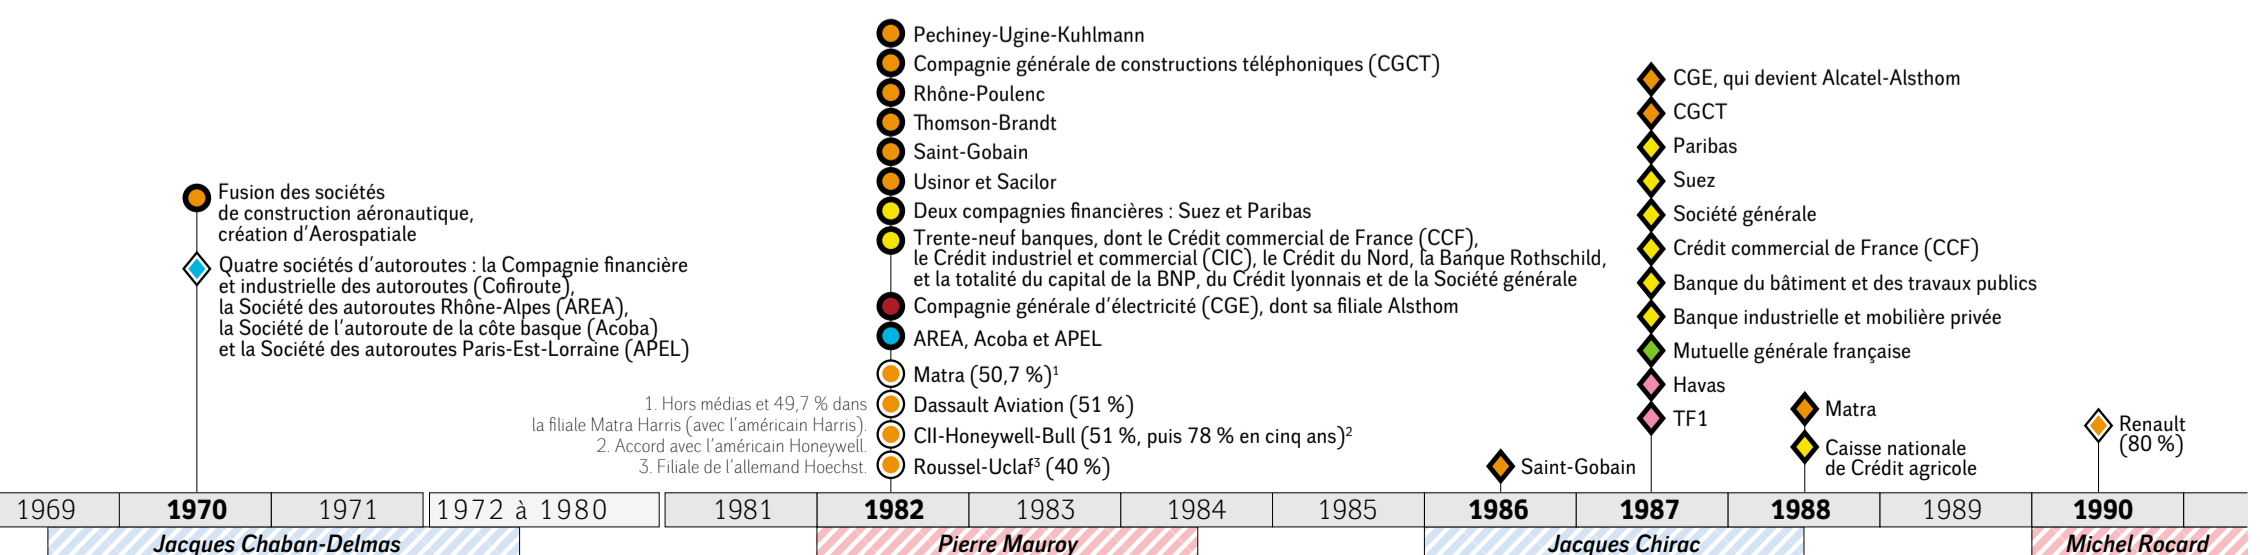 Fusion des sociétés
de construction aéronautique,
création d’Aerospatiale
Quatre sociétés d’autoroutes : la Compagnie financière
et industrielle des autoroutes (Cofiroute),
la Société des autoroutes Rhône-Alpes (AREA),
la Société de l’autoroute de la côte basque (Acoba)
et la Société des autoroutes Paris-Est-Lorraine (APEL)
Pechiney-Ugine-Kuhlmann
Compagnie générale de constructions téléphoniques (CGCT)
Rhône-Poulenc
Thomson-Brandt
Saint-Gobain
Usinor et Sacilor
Deux compagnies financières : Suez et Paribas
Trente-neuf banques, dont le Crédit commercial de France (CCF),
le Crédit industriel et commercial (CIC), le Crédit du Nord, la Banque Rothschild,
et la totalité du capital de la BNP, du Crédit lyonnais et de la Société générale
Compagnie générale d’électricité (CGE), dont sa filiale Alsthom
AREA, Acoba et APEL
Matra (50,7 %)¹
Dassault Aviation (51 %)
CII-Honeywell-Bull (51 %, puis 78 % en cinq ans)²
Roussel-Uclaf³ (40 %)
1. Hors médias et 49,7 % dans
la filiale Matra Harris (avec l’américain Harris).
2. Accord avec l’américain Honeywell.
3. Filiale de l’allemand Hoechst.
Saint-Gobain
CGE, qui devient Alcatel-Alsthom
CGCT
Paribas
Suez
Société générale
Crédit commercial de France (CCF)
Banque du bâtiment et des travaux publics
Banque industrielle et mobilière privée
Mutuelle générale française
Havas
TF1
Matra
Caisse nationale
de Crédit agricole
Renault
(80 %)
1969 1970 1971 1972 à 1980 1981 1982 1983 1984 1985 1986 1987 1988 1989 1990
Jacques Chaban-Delmas Pierre Mauroy Jacques Chirac Michel Rocard